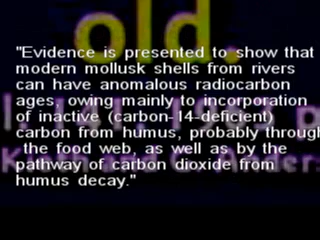 old.
"Evidence is presented to show that
modern mollusk shells from rivers
can have anomalous radiocarbon
ages, owing mainly to incorporation
of inactive (carbon-14-deficient)
carbon from humus, probably through
the food web, as well as by the
pathway of carbon dioxide from
humus decay."